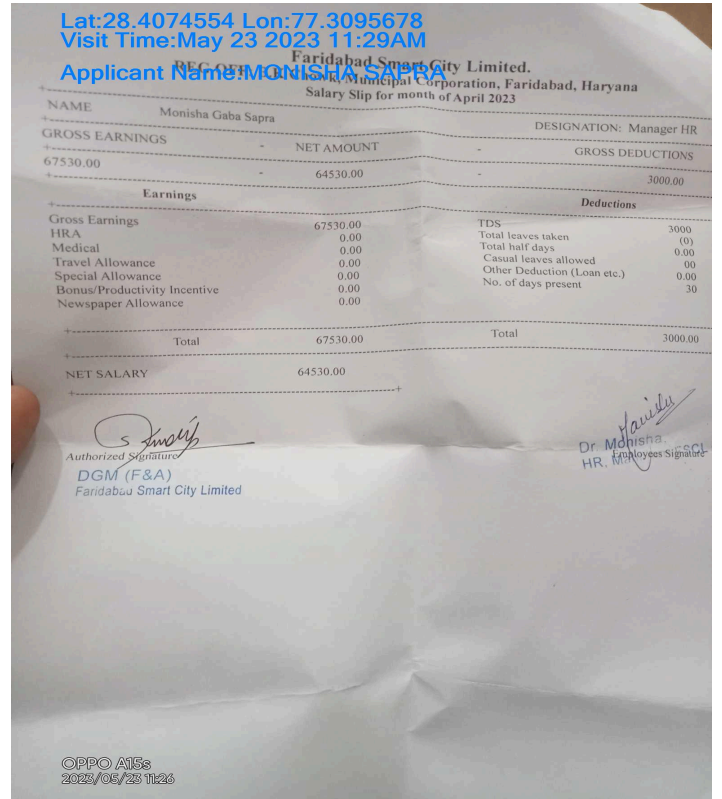 Lat:28.4074554 Lon:77.3095678
Visit Time:May 23 2023 11:29AM
Applicant Name:MONISHA SAPRA
Faridabad Smart City Limited.
Municipal Corporation, Faridabad, Haryana
Salary Slip for month of April 2023
NAME Monisha Gaba Sapra DESIGNATION: Manager HR
GROSS EARNINGS - NET AMOUNT - GROSS DEDUCTIONS
67530.00 - 64530.00 - 3000.00
Earnings Deductions
Gross Earnings 67530.00 TDS 3000
HRA 0.00 Total leaves taken (0)
Medical 0.00 Total half days 0.00
Travel Allowance 0.00 Casual leaves allowed 00
Special Allowance 0.00 Other Deduction (Loan etc.) 0.00
Bonus/Productivity Incentive 0.00 No. of days present 30
Newspaper Allowance 0.00
Total 67530.00 Total 3000.00
NET SALARY 64530.00
Authorized Signature
DGM (F&A)
Faridabad Smart City Limited
Dr. Monisha
Employees Signature
HR.
OPPO A15s
2023/05/23 11:26